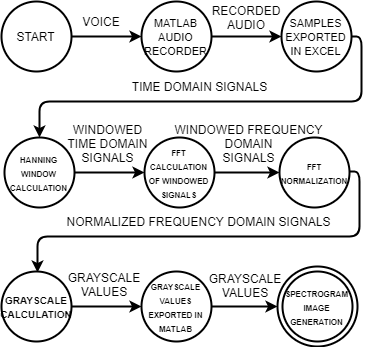 START
VOICE
MATLAB
AUDIO
RECORDER
RECORDED
AUDIO
SAMPLES
EXPORTED
IN EXCEL
TIME DOMAIN SIGNALS
HANNING
WINDOW
CALCULATION
WINDOWED
TIME DOMAIN
SIGNALS
FFT
CALCULATION
OF WINDOWED
SIGNALS
WINDOWED FREQUENCY
DOMAIN
SIGNALS
FFT
NORMALIZATION
NORMALIZED FREQUENCY DOMAIN SIGNALS
GRAYSCALE
CALCULATION
GRAYSCALE
VALUES
GRAYSCALE
VALUES
EXPORTED IN
MATLAB
GRAYSCALE
VALUES
SPECTROGRAM
IMAGE
GENERATION